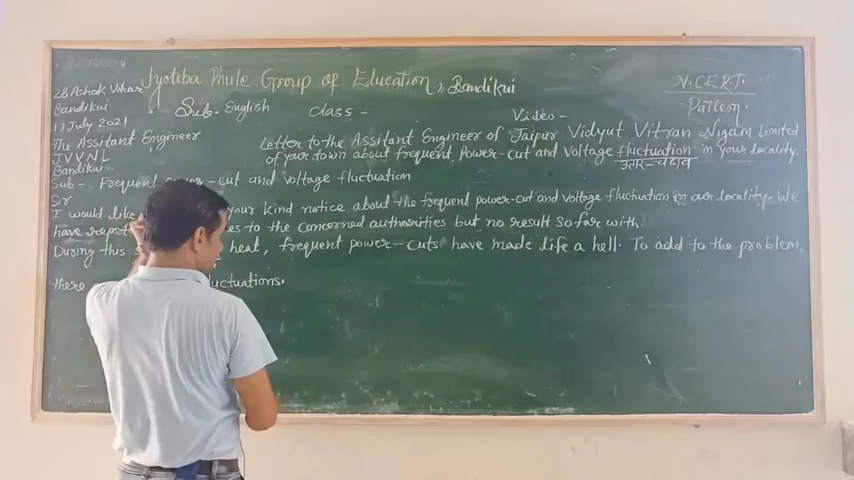 Jyoteba Phule Group of Education, Bandikui
N.CERT.
Pattern.
Sub- English
Class -
Video -
28 Ashok Vihar
Bandikui
17 July 2021
The Assitant Engineer
JVVNL
Bandikui
Letter to the Assitant Engineer of Jaipur Vidyut Vitran Nigam Limited
of your town about frequent Power-cut and Voltage fluctuation in your locality.
उतार-चढाव
Sub- Frequent power-cut and voltage fluctuation
Sir
I would like your kind notice about the frequent power-cut and voltage fluctuation in our locality. We
have to the concerned authorities but no result so far with
During this heat, frequent power-cuts have made life a hell. To add to the problem,
there fluctuations.